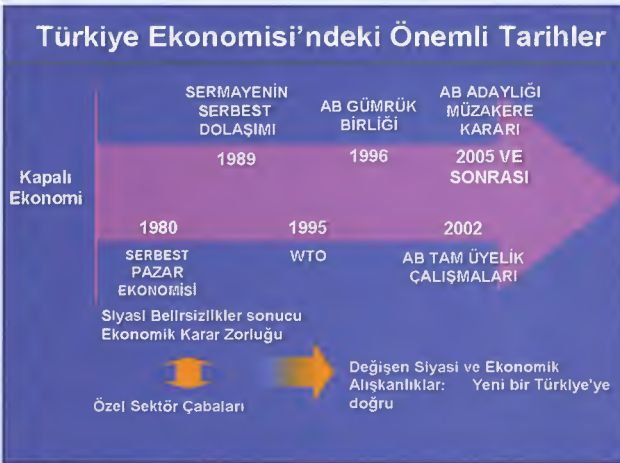 Türkiye Ekonomisi’ndeki Önemli Tarihler
SERMAYENİN
SERBEST
DOLAŞIMI
AB GÜMRÜK
BİRLİĞİ
AB ADAYLIĞI
MÜZAKERE
KARARI
1989
1996
2005 VE
SONRASI
Kapalı
Ekonomi
1980
1995
2002
SERBEST
PAZAR
EKONOMİSİ
WTO
AB TAM ÜYELİK
ÇALIŞMALARI
Siyasi Belirsizlikler sonucu
Ekonomik Karar Zorluğu
Özel Sektör Çabaları
Değişen Siyasi ve Ekonomik
Alışkanlıklar: Yeni bir Türkiye'ye
doğru